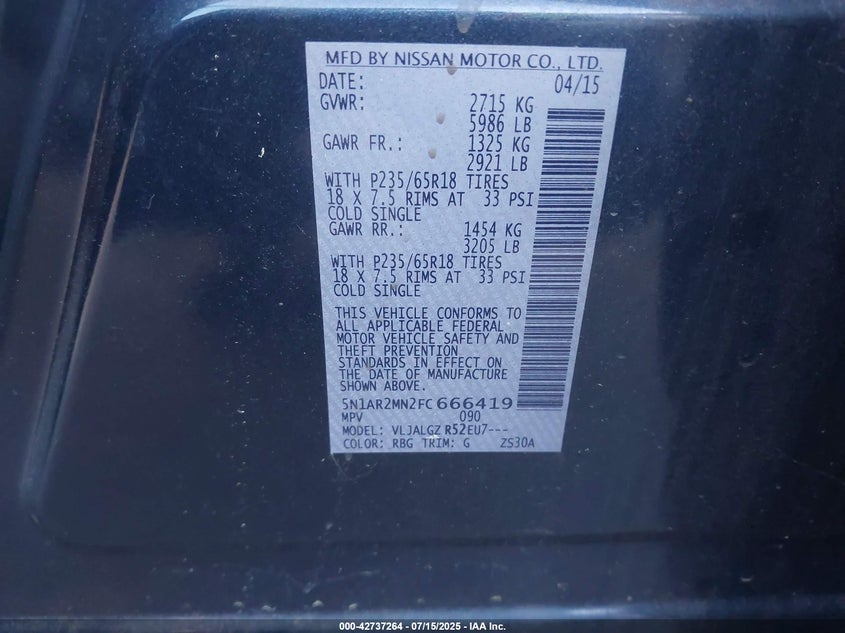 MFD BY NISSAN MOTOR CO., LTD.
DATE: 04/15
GVWR: 2715 KG
5986 LB
GAWR FR.: 1325 KG
2921 LB
WITH P235/65R18 TIRES
18 X 7.5 RIMS AT 33 PSI
COLD SINGLE
GAWR RR.: 1454 KG
3205 LB
WITH P235/65R18 TIRES
18 X 7.5 RIMS AT 33 PSI
COLD SINGLE
THIS VEHICLE CONFORMS TO
ALL APPLICABLE FEDERAL
MOTOR VEHICLE SAFETY AND
THEFT PREVENTION
STANDARDS IN EFFECT ON
THE DATE OF MANUFACTURE
SHOWN ABOVE.
5N1AR2MN2FC666419
MPV 090
MODEL: VLJALGZ R52EU7---
COLOR: RBG TRIM: G ZS30A
000-42737264 - 07/15/2025 - IAA Inc.